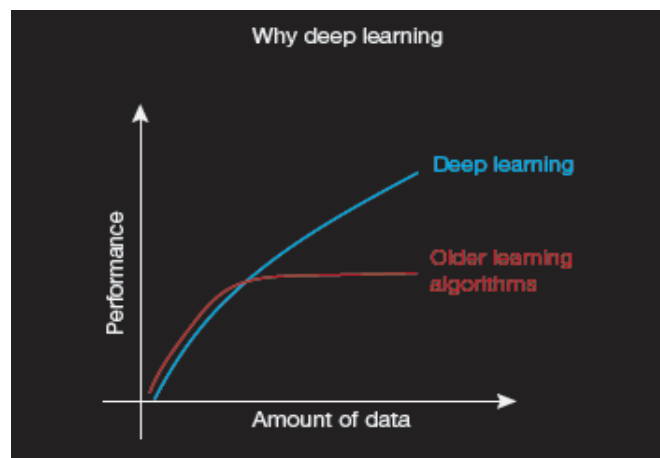 Why deep learning
Deep learning
Older learning
algorithms
Performance
Amount of data